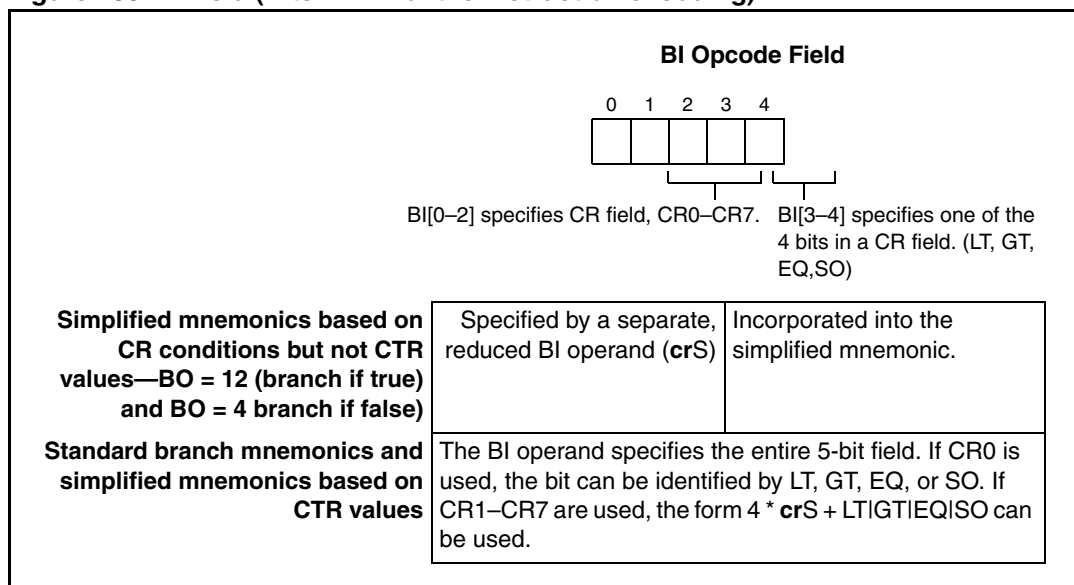 BI Opcode Field
0 1 2 3 4
BI[0–2] specifies CR field, CR0–CR7.
BI[3–4] specifies one of the
4 bits in a CR field. (LT, GT,
EQ,SO)
Simplified mnemonics based on
CR conditions but not CTR
values—BO = 12 (branch if true)
and BO = 4 branch if false)
Specified by a separate,
reduced BI operand (crS)
Incorporated into the
simplified mnemonic.
Standard branch mnemonics and
simplified mnemonics based on
CTR values
The BI operand specifies the entire 5-bit field. If CR0 is
used, the bit can be identified by LT, GT, EQ, or SO. If
CR1–CR7 are used, the form 4 * crS + LT|GT|EQ|SO can
be used.